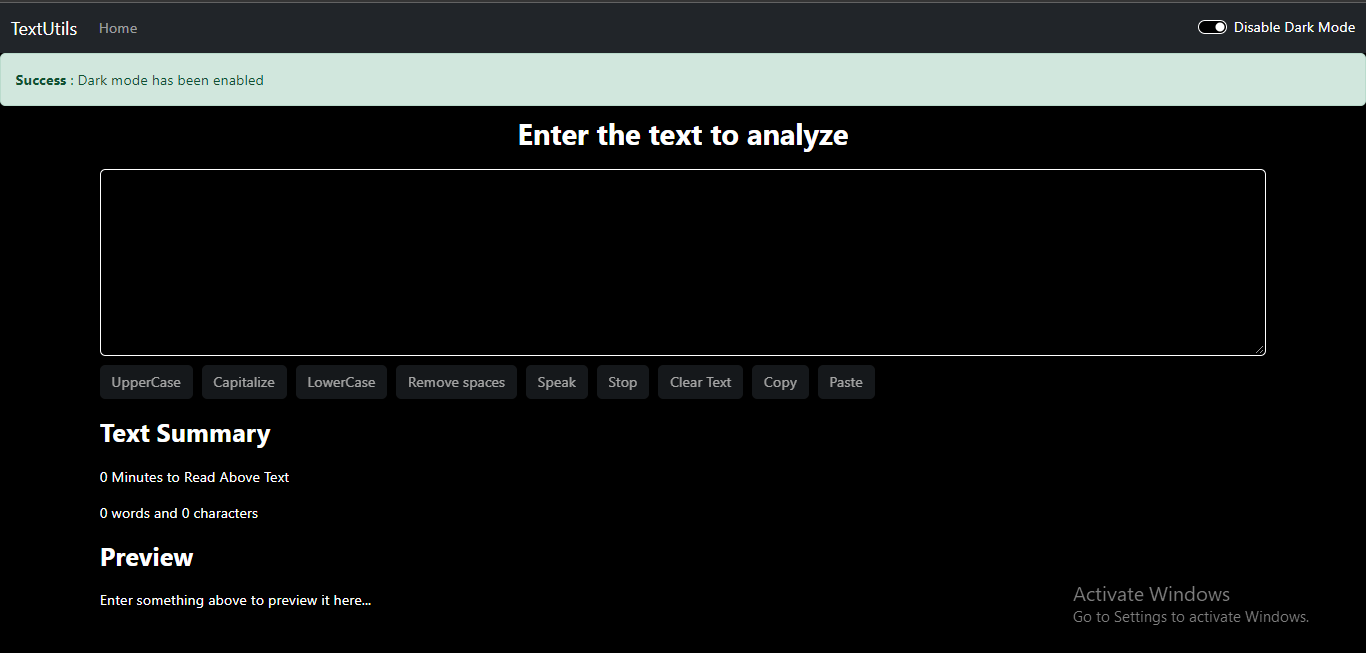 TextUtils Home Disable Dark Mode
Success : Dark mode has been enabled
Enter the text to analyze
UpperCase Capitalize LowerCase Remove spaces Speak Stop Clear Text Copy Paste
Text Summary
0 Minutes to Read Above Text
0 words and 0 characters
Preview
Enter something above to preview it here...
Activate Windows
Go to Settings to activate Windows.